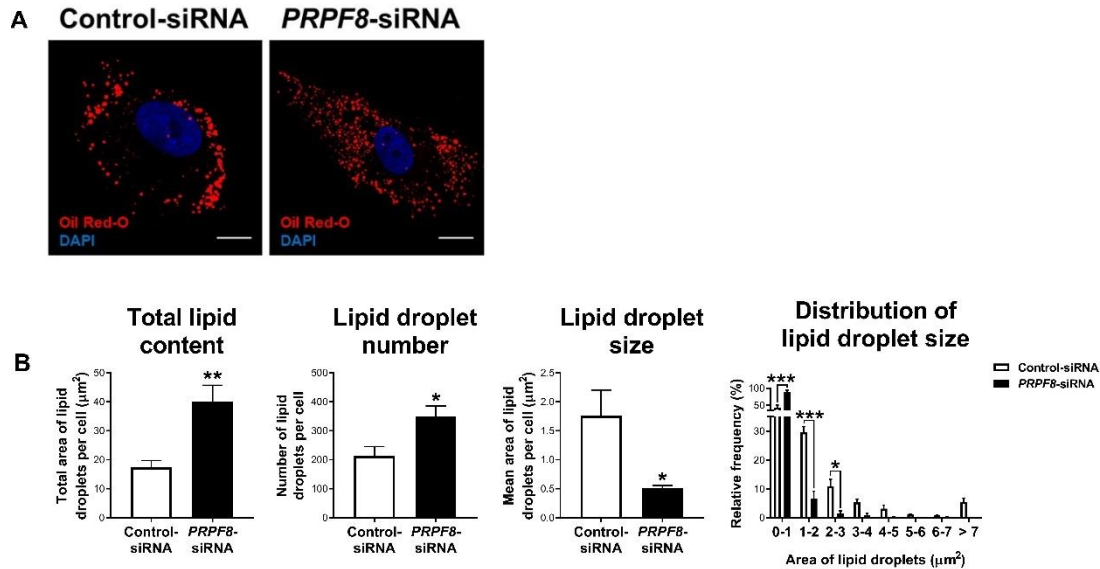 A
Control-siRNA
PRPF8-siRNA
Oil Red-O
DAPI
Oil Red-O
DAPI
B
Total lipid
content
Total area of lipid
droplets per cell (μm2)
50
40
30
20
10
0
**
Control-
siRNA
PRPF8-
siRNA
Lipid droplet
number
Number of lipid
droplets per cell
500
400
300
200
100
0
*
Control-
siRNA
PRPF8-
siRNA
Lipid droplet
size
Mean area of lipid
droplets per cell (μm2)
2.5
2.0
1.5
1.0
0.5
0.0
*
Control-
siRNA
PRPF8-
siRNA
Distribution of
lipid droplet size
Relative frequency (%)
100
50
30
20
10
0
***
***
*
0-1 1-2 2-3 3-4 4-5 5-6 6-7 > 7
Area of lipid droplets (μm2)
Control-siRNA
PRPF8-siRNA